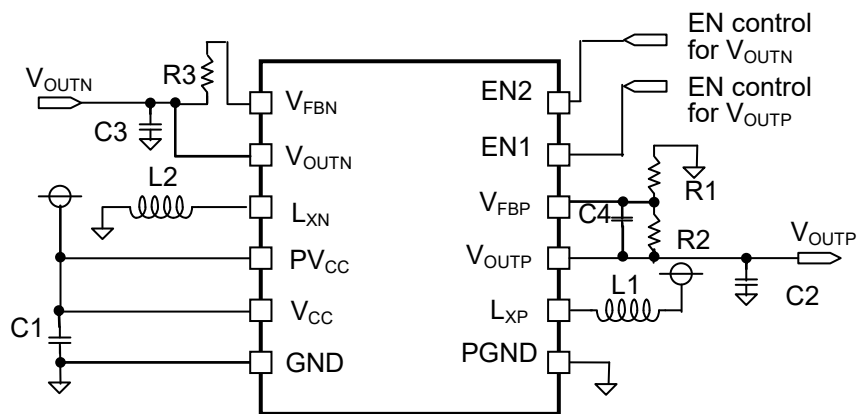 EN control
for VOUTN
EN control
for VOUTP
VOUTN
R3
C3
VFBN
VOUTN
L2
LXN
PVCC
VCC
C1
GND
EN2
EN1
VFBP
VOUTP
LXP
PGND
R1
C4
R2
VOUTP
L1
C2